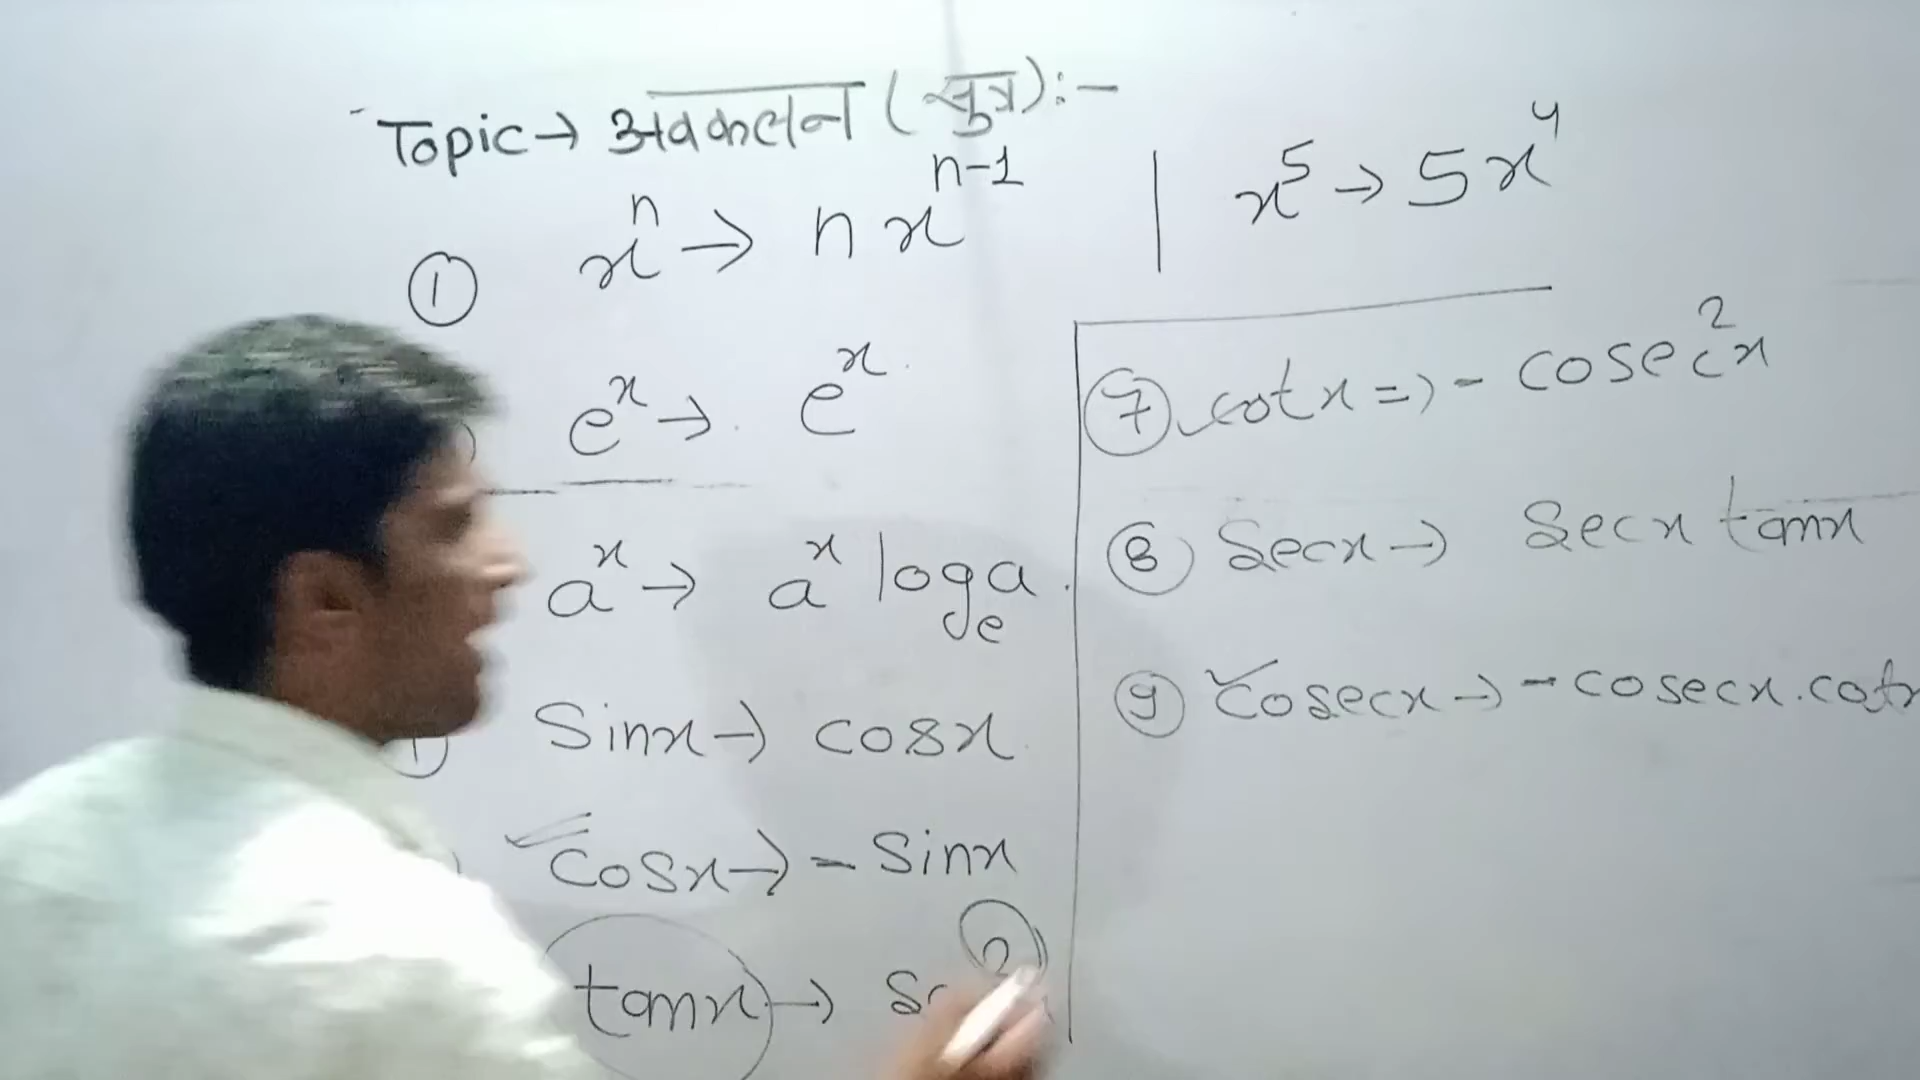 Topic → अवकलन (सुत्र):-
① xⁿ → n xⁿ⁻¹ | x⁵ → 5x⁴
eˣ → eˣ
aˣ → aˣ logₑa
Sinx → cosx
Cosx → - Sinx
tanx →
⑦ cotx => - cosec²x
⑧ Secx → Secx tanx
⑨ Cosecx → - cosecx.cotx